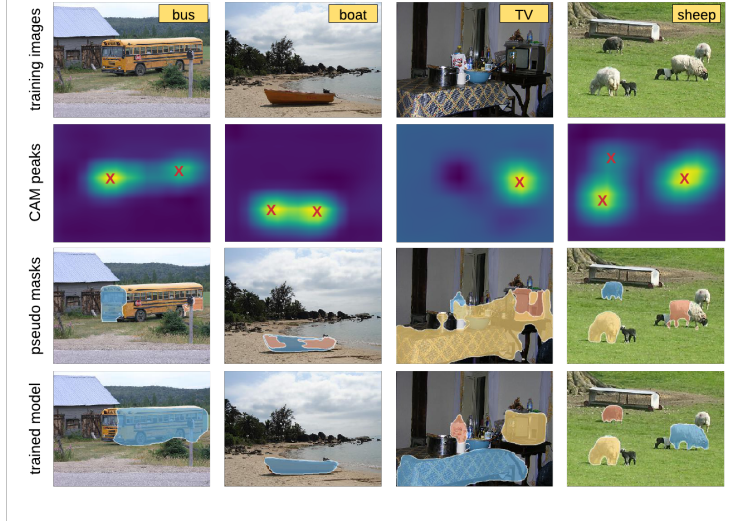 bus
boat
TV
sheep
training images
CAM peaks
X X
X X
X
X
X
X
pseudo masks
trained model